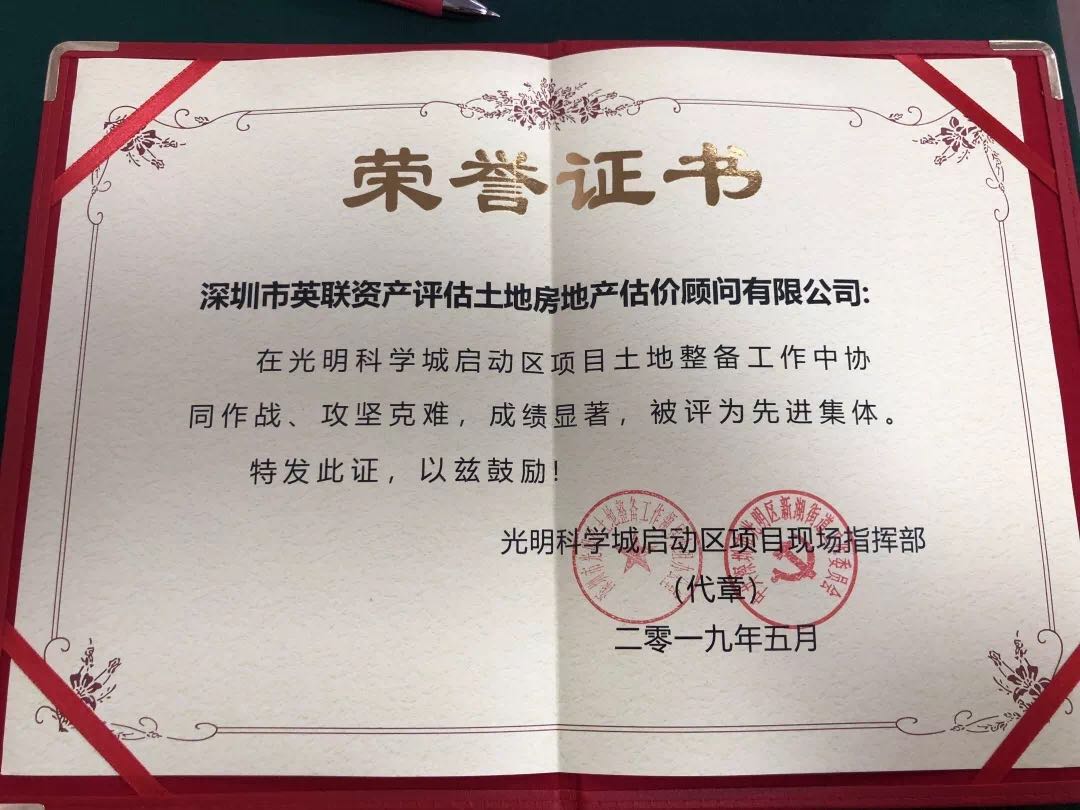 荣誉证书
深圳市英联资产评估土地房地产估价顾问有限公司:
在光明科学城启动区项目土地整备工作中协
同作战、攻坚克难，成绩显著，被评为先进集体。
特发此证，以兹鼓励!
光明科学城启动区项目现场指挥部
（代章）
二零一九年五月